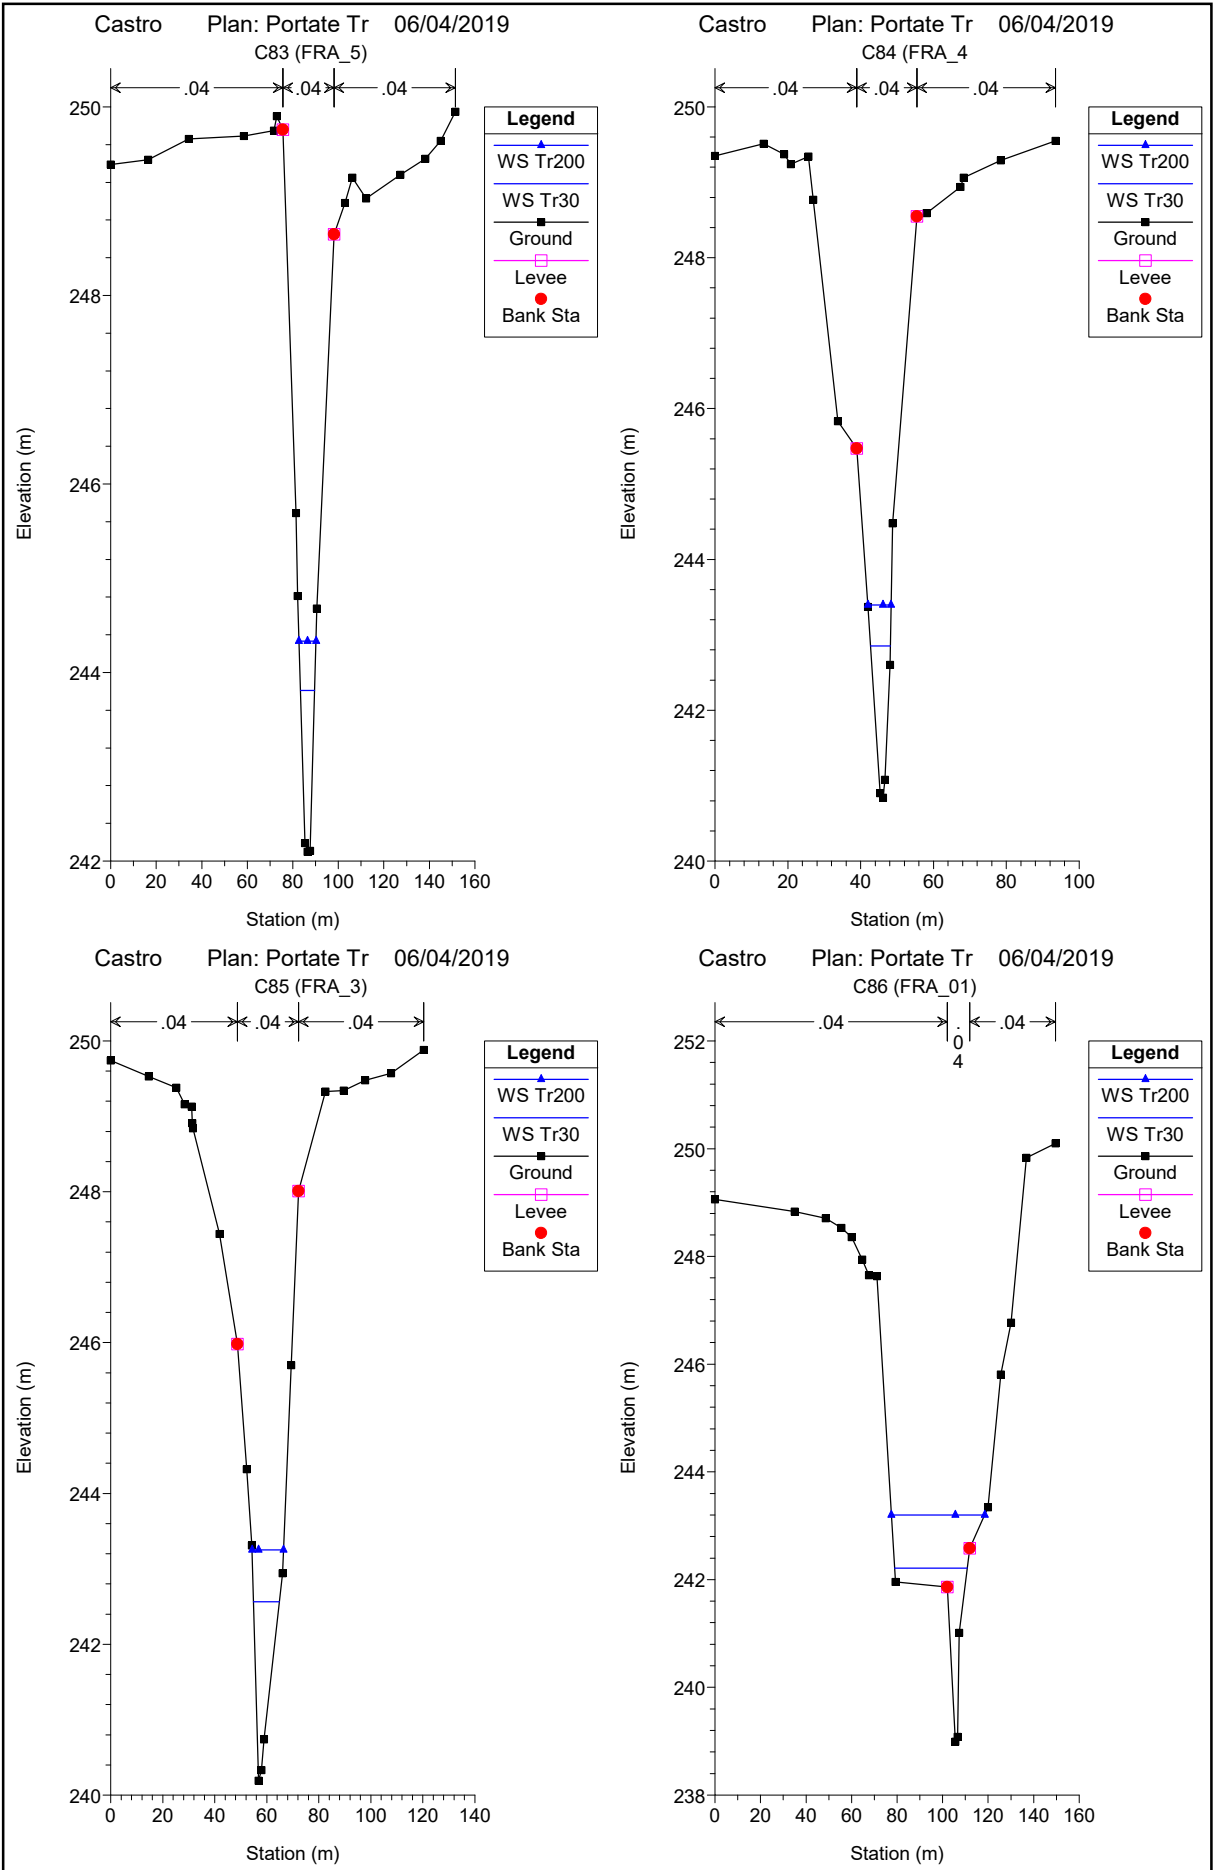 Castro Plan: Portate Tr 06/04/2019
C83 (FRA_5)
.04 .04 .04
Legend
WS Tr200
WS Tr30
Ground
Levee
Bank Sta
250
248
246
244
242
0 20 40 60 80 100 120 140 160
Elevation (m)
Station (m)
Castro Plan: Portate Tr 06/04/2019
C84 (FRA_4
.04 .04 .04
Legend
WS Tr200
WS Tr30
Ground
Levee
Bank Sta
250
248
246
244
242
240
0 20 40 60 80 100
Elevation (m)
Station (m)
Castro Plan: Portate Tr 06/04/2019
C85 (FRA_3)
.04 .04 .04
Legend
WS Tr200
WS Tr30
Ground
Levee
Bank Sta
250
248
246
244
242
240
0 20 40 60 80 100 120 140
Elevation (m)
Station (m)
Castro Plan: Portate Tr 06/04/2019
C86 (FRA_01)
.04 .04 .04
Legend
WS Tr200
WS Tr30
Ground
Levee
Bank Sta
252
250
248
246
244
242
240
238
0 20 40 60 80 100 120 140 160
Elevation (m)
Station (m)